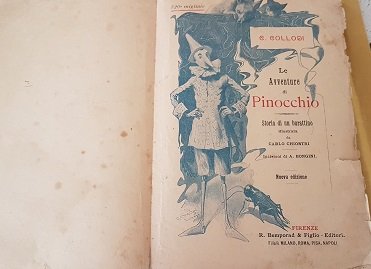 C. COLLODI
Le
Avventure
di
Pinocchio
Storia di un burattino
illustrata
da
CARLO CHIOSTRI
Incisioni di A. BONGINI.
Nuova edizione
FIRENZE
R. Bemporad & Figlio - Editori.
Filiali: MILANO, ROMA, PISA, NAPOLI